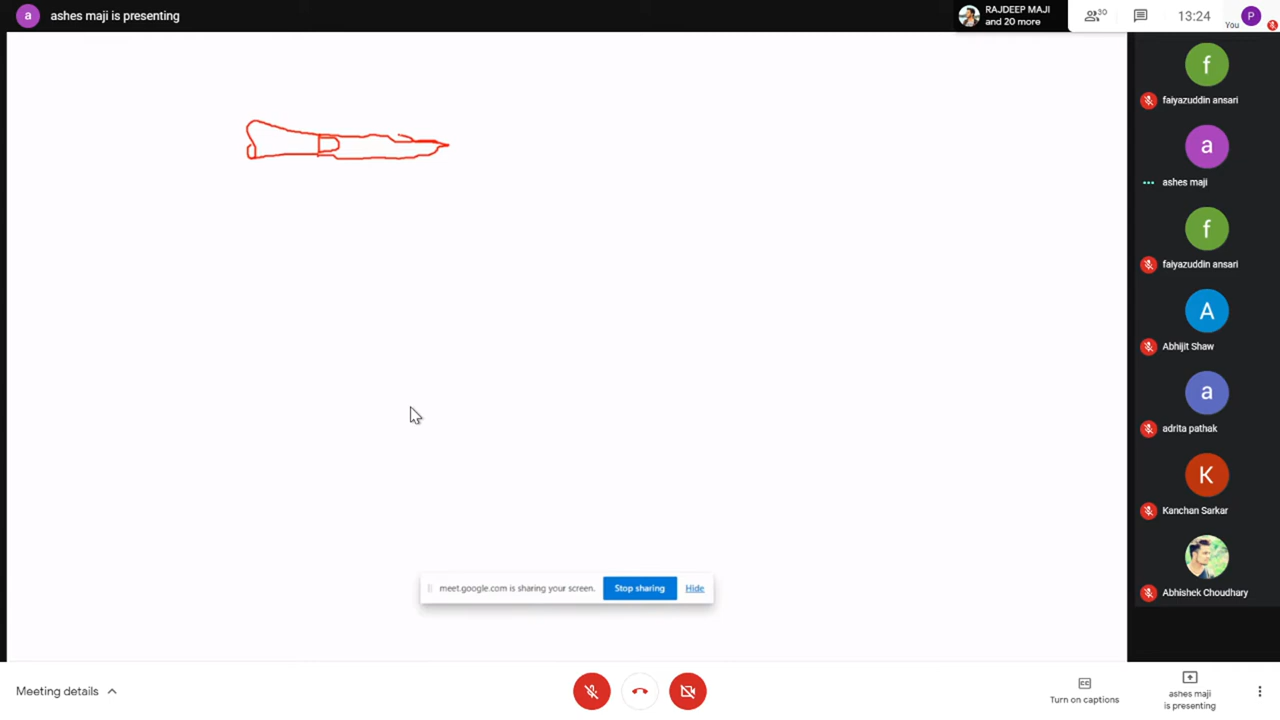 a
ashes maji is presenting
RAJDEEP MAJI
and 20 more
30
13:24
You
P
f
faiyazuddin ansari
a
ashes maji
f
faiyazuddin ansari
A
Abhijit Shaw
a
adrita pathak
K
Kanchan Sarkar
Abhishek Choudhary
meet.google.com is sharing your screen.
Stop sharing
Hide
Meeting details
CC
Turn on captions
ashes maji
is presenting